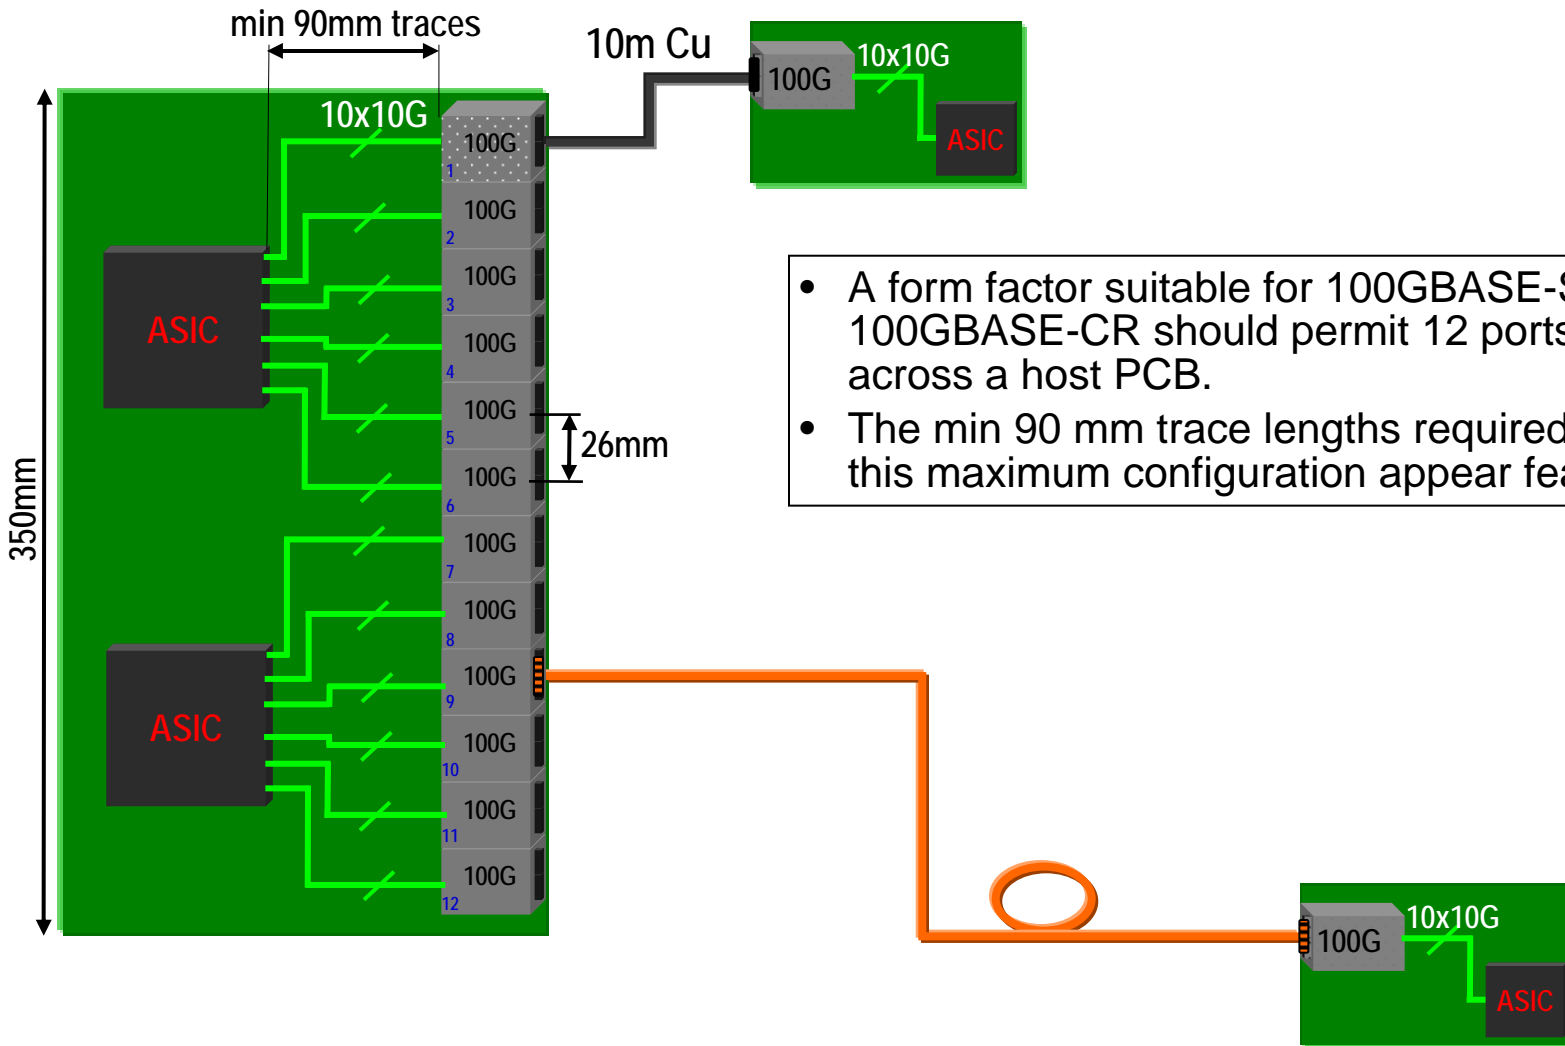 min 90mm traces
10m Cu
10x10G
100G
ASIC
350mm
10x10G
100G
1
100G
2
100G
3
100G
4
100G
5
100G
6
ASIC
26mm
100G
7
100G
8
100G
9
100G
10
100G
11
100G
12
ASIC
• A form factor suitable for 100GBASE-
100GBASE-CR should permit 12 ports
across a host PCB.
• The min 90 mm trace lengths required
this maximum configuration appear
10x10G
100G
ASIC